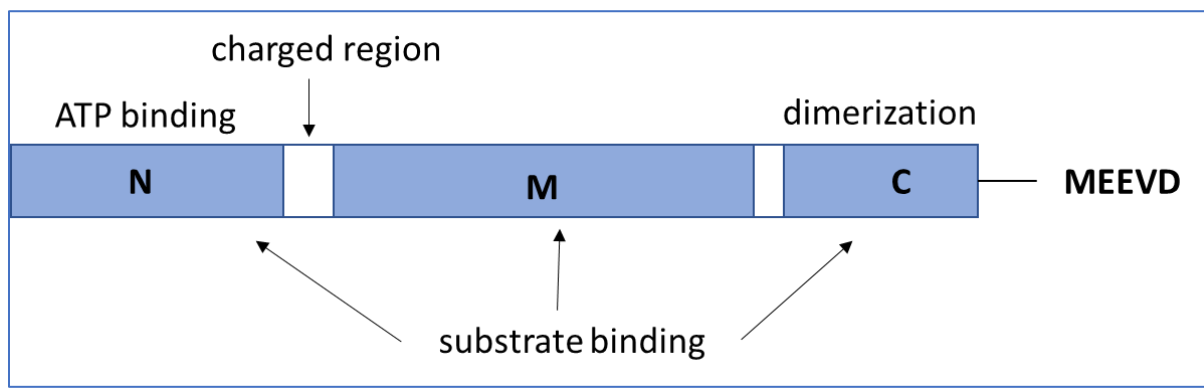 charged region
ATP binding
dimerization
N
M
C
MEEVD
substrate binding